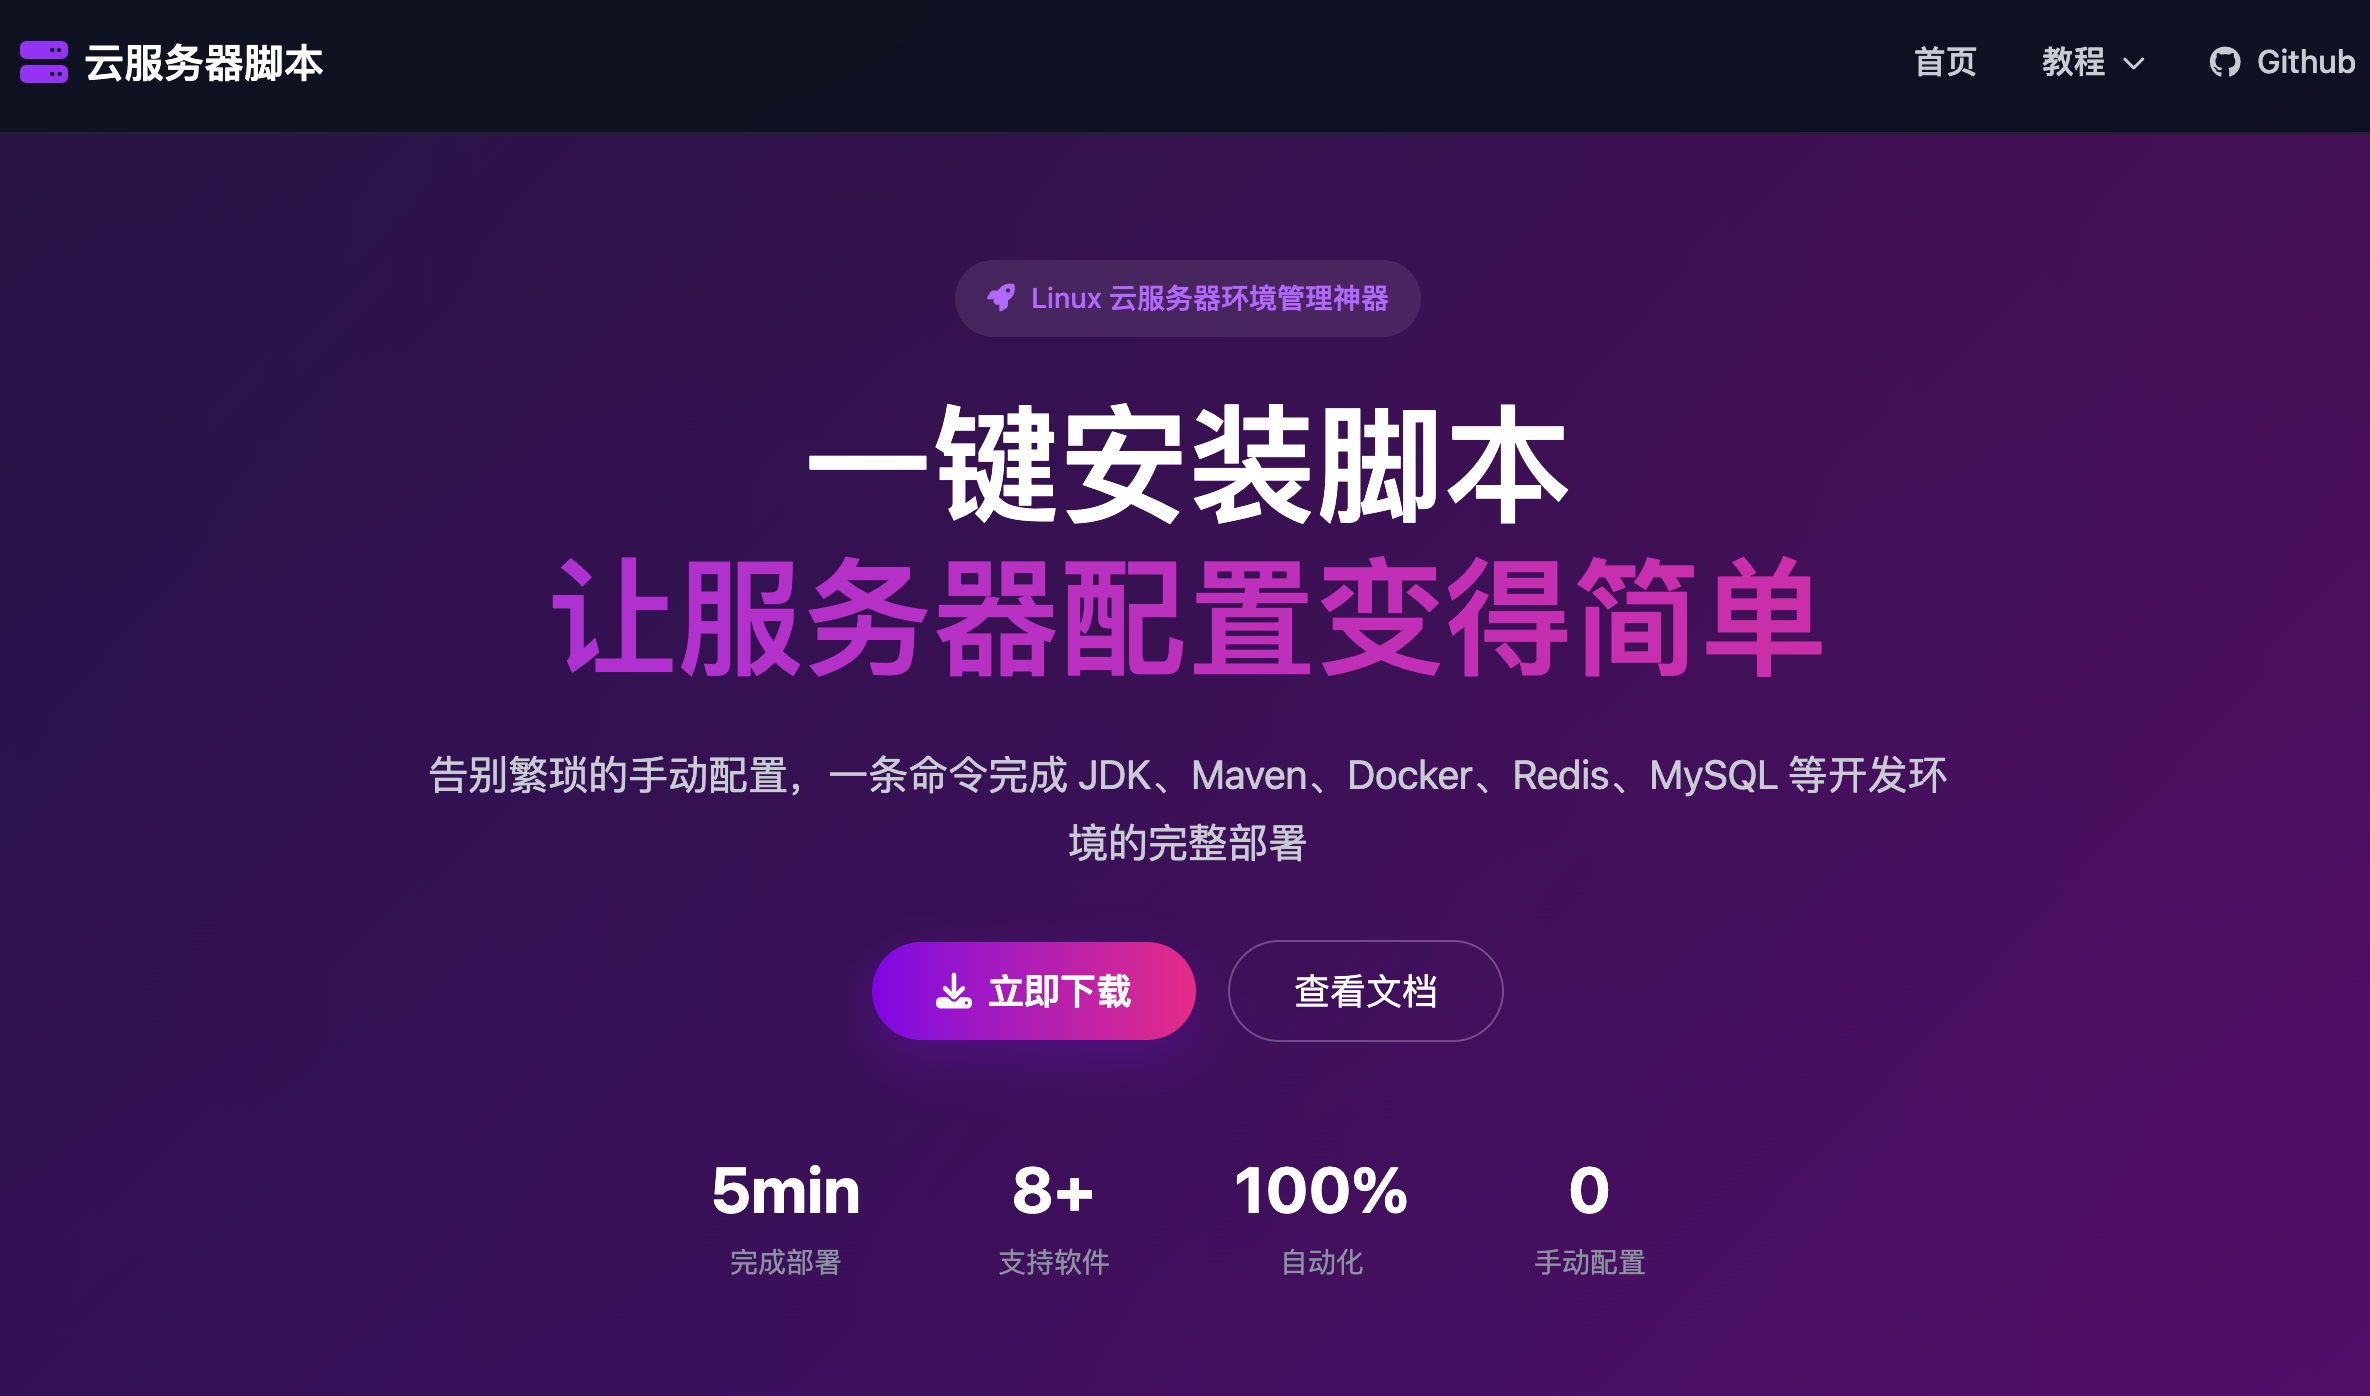 云服务器脚本
首页
教程
Github
Linux 云服务器环境管理神器
一键安装脚本
让服务器配置变得简单
告别繁琐的手动配置，一条命令完成 JDK、Maven、Docker、Redis、MySQL 等开发环
境的完整部署
立即下载
查看文档
5min
8+
100%
0
完成部署
支持软件
自动化
手动配置